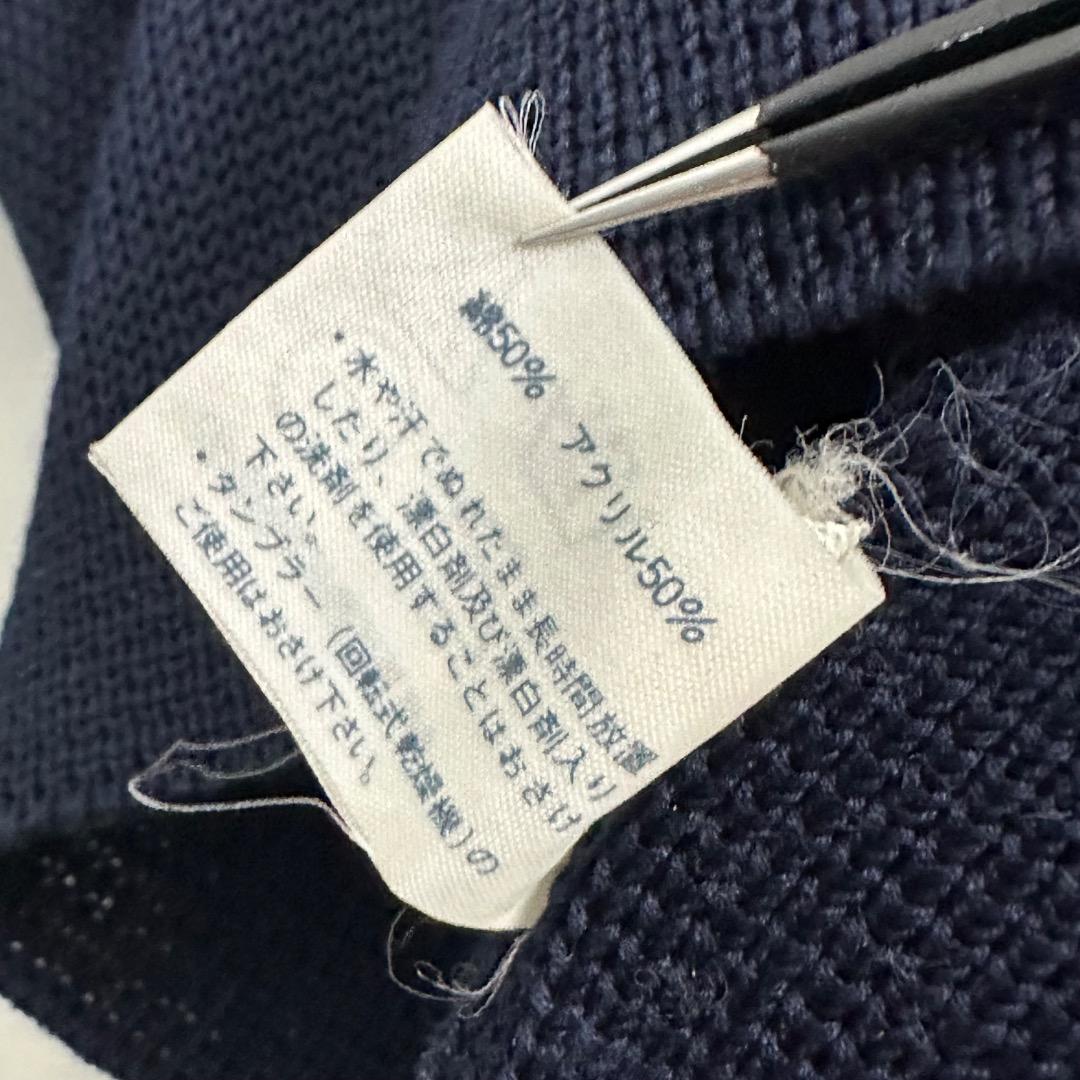 綿50% アクリル50%
・水や汗でぬれたまま長時間放置
したり、漂白剤及び漂白剤入り
の洗剤を使用することはおさけ
下さい。
・タンブラー(回転式乾燥機)の
ご使用はおさけ下さい。